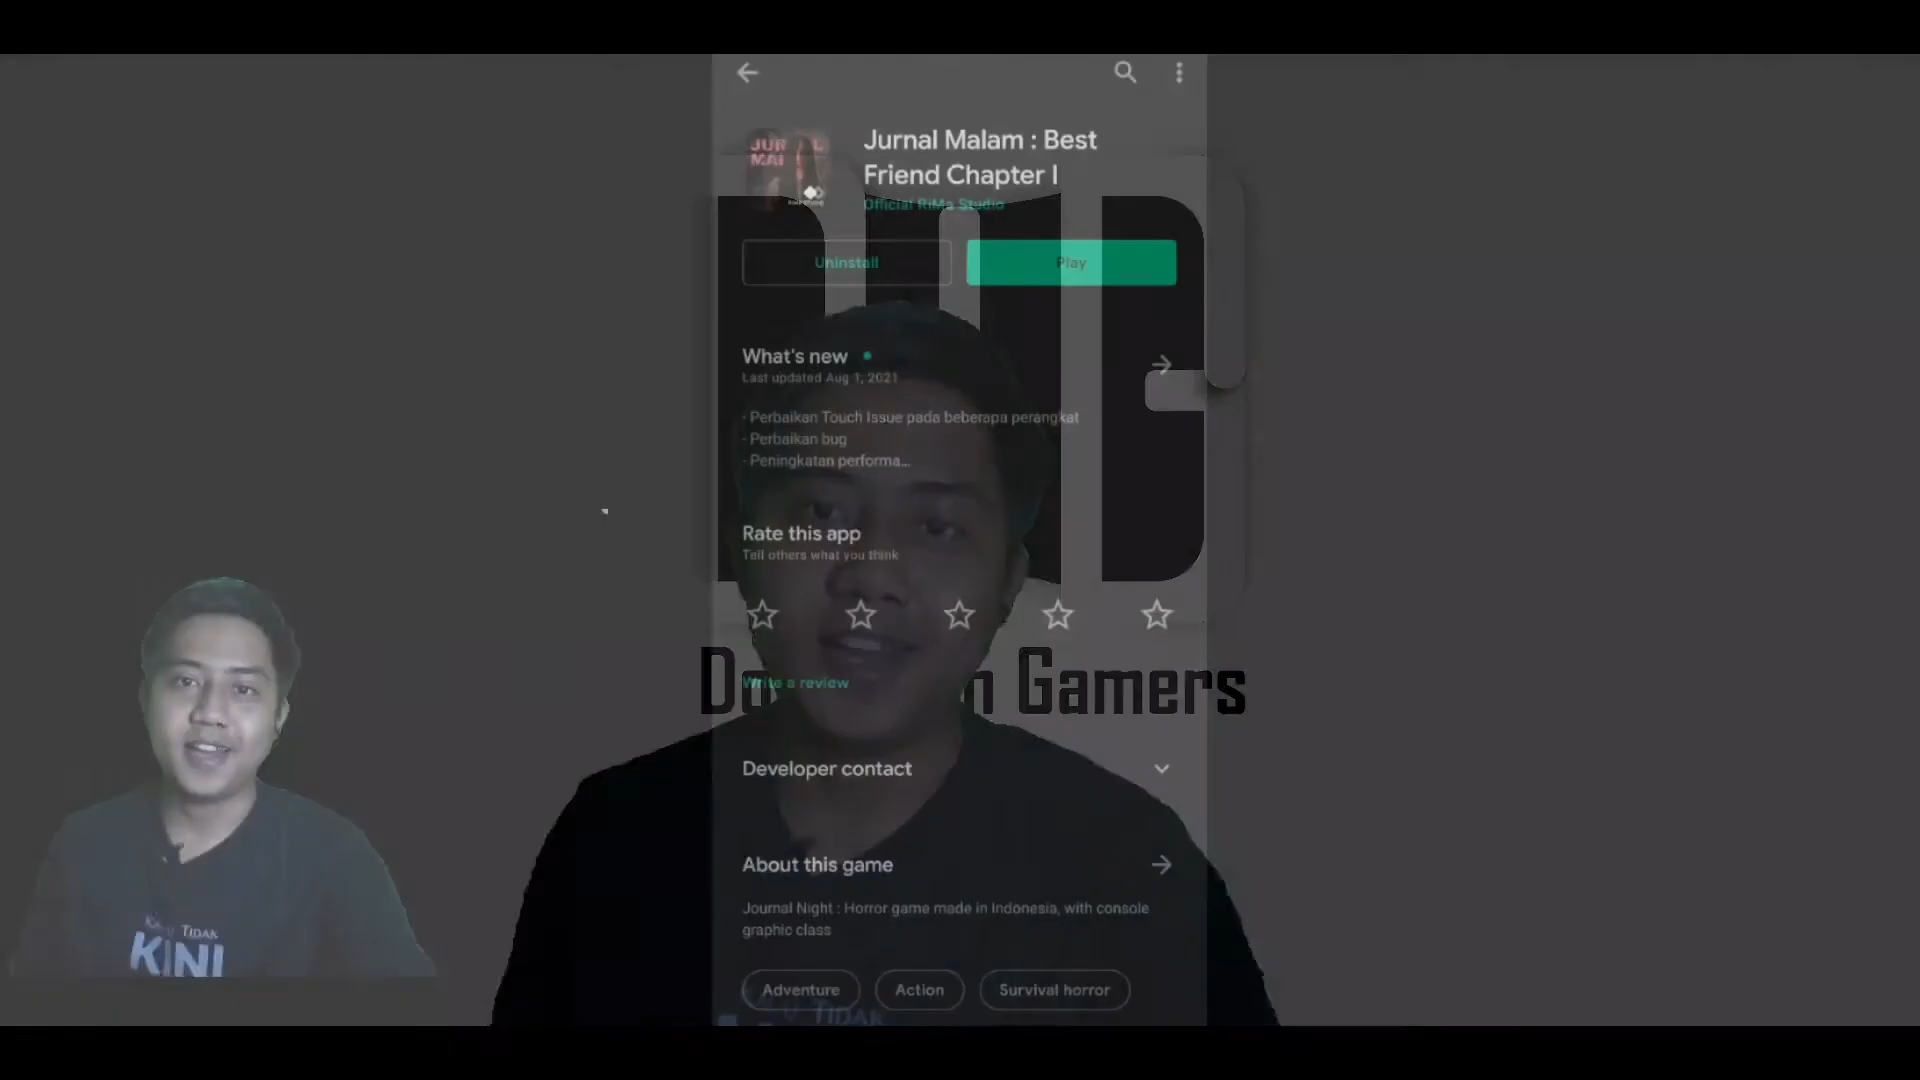 Jurnal Malam : Best
Friend Chapter I
Official RiMa Studio
Uninstall
Play
What's new
Last updated Aug 1, 2021
- Perbaikan Touch Issue pada beberapa perangkat
- Perbaikan bug
- Peningkatan performa...
Rate this app
Tell others what you think
Write a review
Gamers
Developer contact
About this game
Journal Night : Horror game made in Indonesia, with console
graphic class
Adventure
Action
Survival horror
TIDAK
KINI
TIDAK